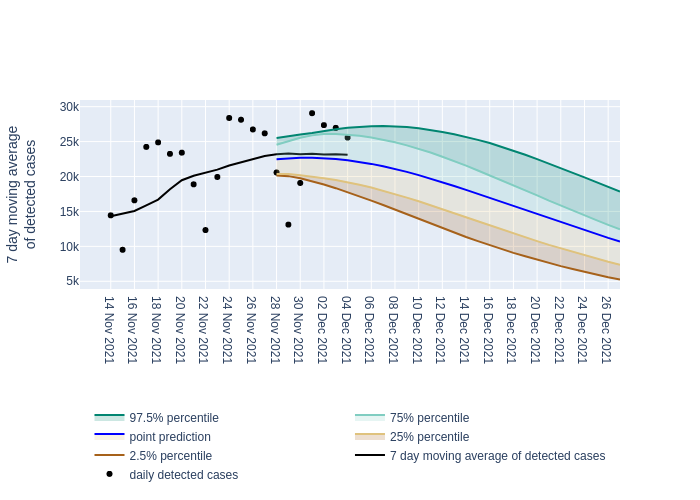 7 day moving average
of detected cases
30k
25k
20k
15k
10k
5k
14 Nov 2021
16 Nov 2021
18 Nov 2021
20 Nov 2021
22 Nov 2021
24 Nov 2021
26 Nov 2021
28 Nov 2021
30 Nov 2021
02 Dec 2021
04 Dec 2021
06 Dec 2021
08 Dec 2021
10 Dec 2021
12 Dec 2021
14 Dec 2021
16 Dec 2021
18 Dec 2021
20 Dec 2021
22 Dec 2021
24 Dec 2021
26 Dec 2021
97.5% percentile
75% percentile
point prediction
25% percentile
2.5% percentile
7 day moving average of detected cases
daily detected cases